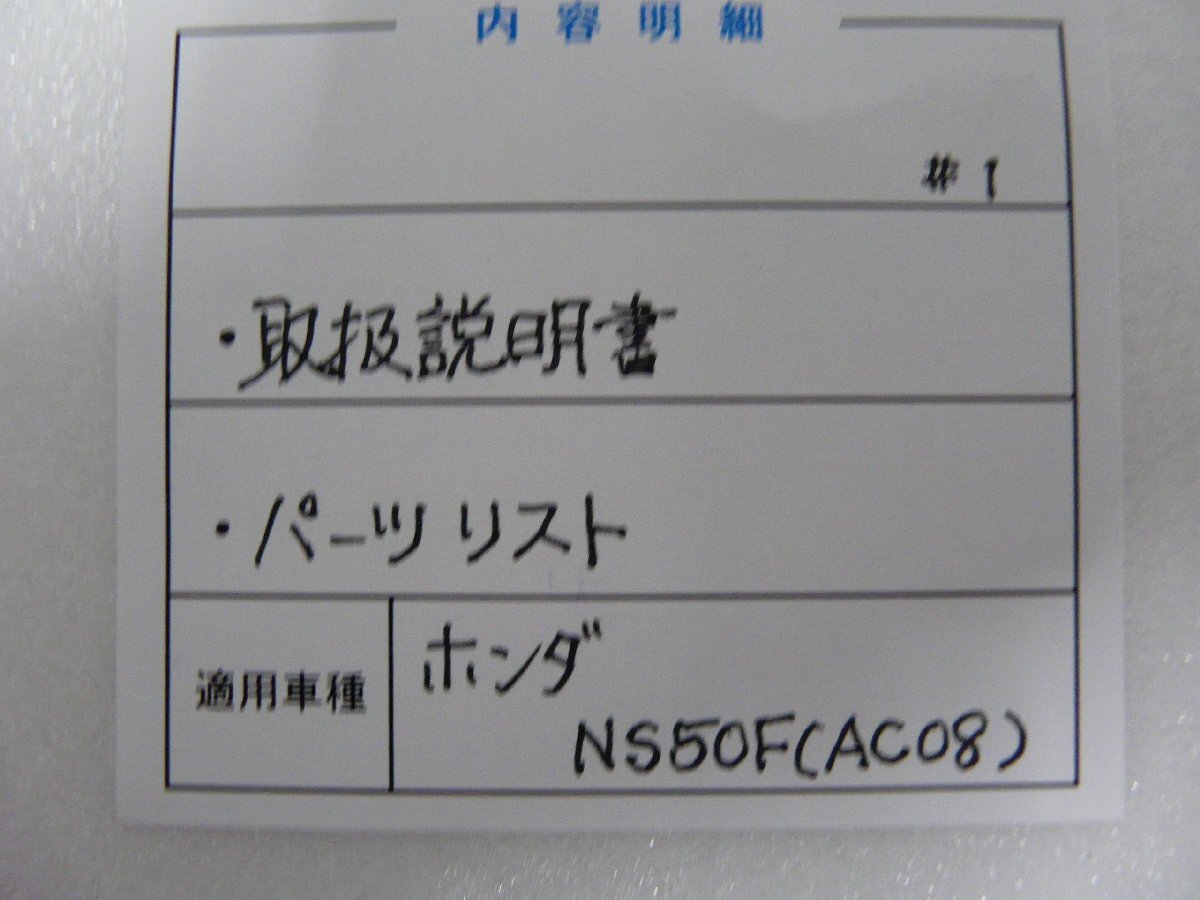 内容明細
#1
・取扱説明書
・パーツリスト
適用車種
ホンダ
NS50F(AC08)